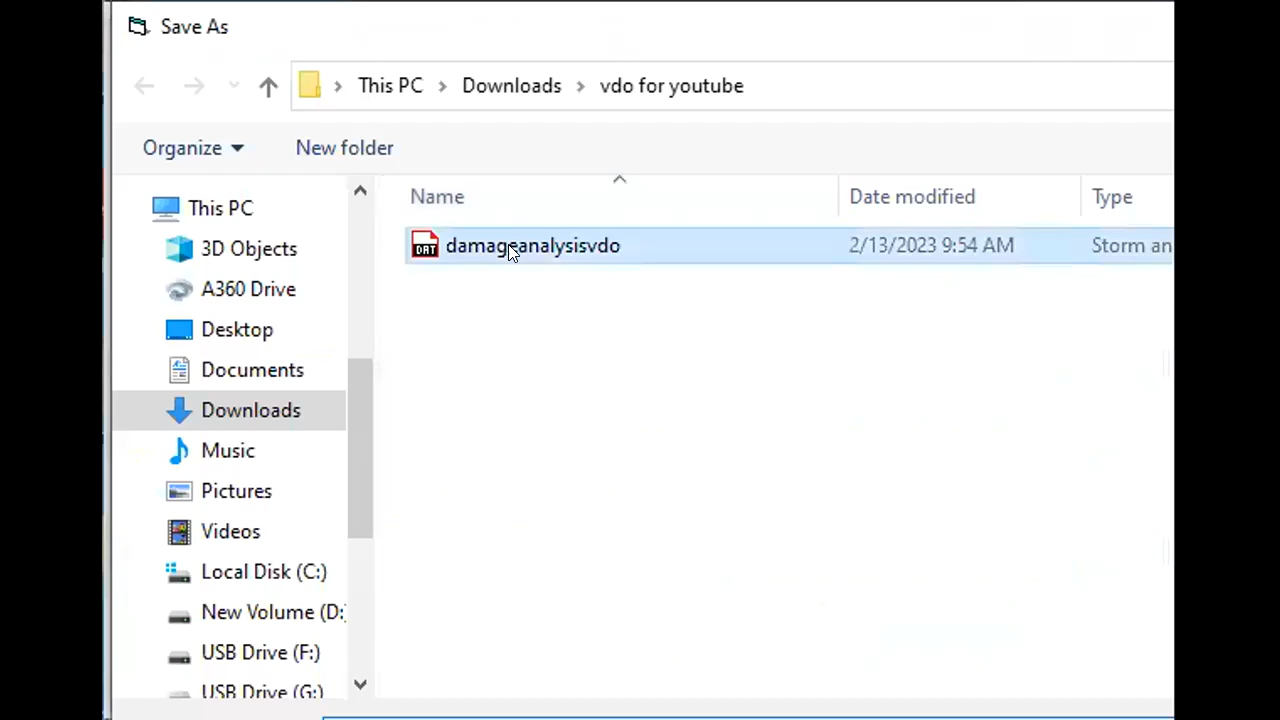 Save As
This PC > Downloads > vdo for youtube
Organize New folder
Name Date modified Type
This PC
3D Objects
A360 Drive
Desktop
Documents
Downloads
Music
Pictures
Videos
Local Disk (C:)
New Volume (D:
USB Drive (F:)
USB Drive (G:)
DAT damageanalysisvdo 2/13/2023 9:54 AM Storm an